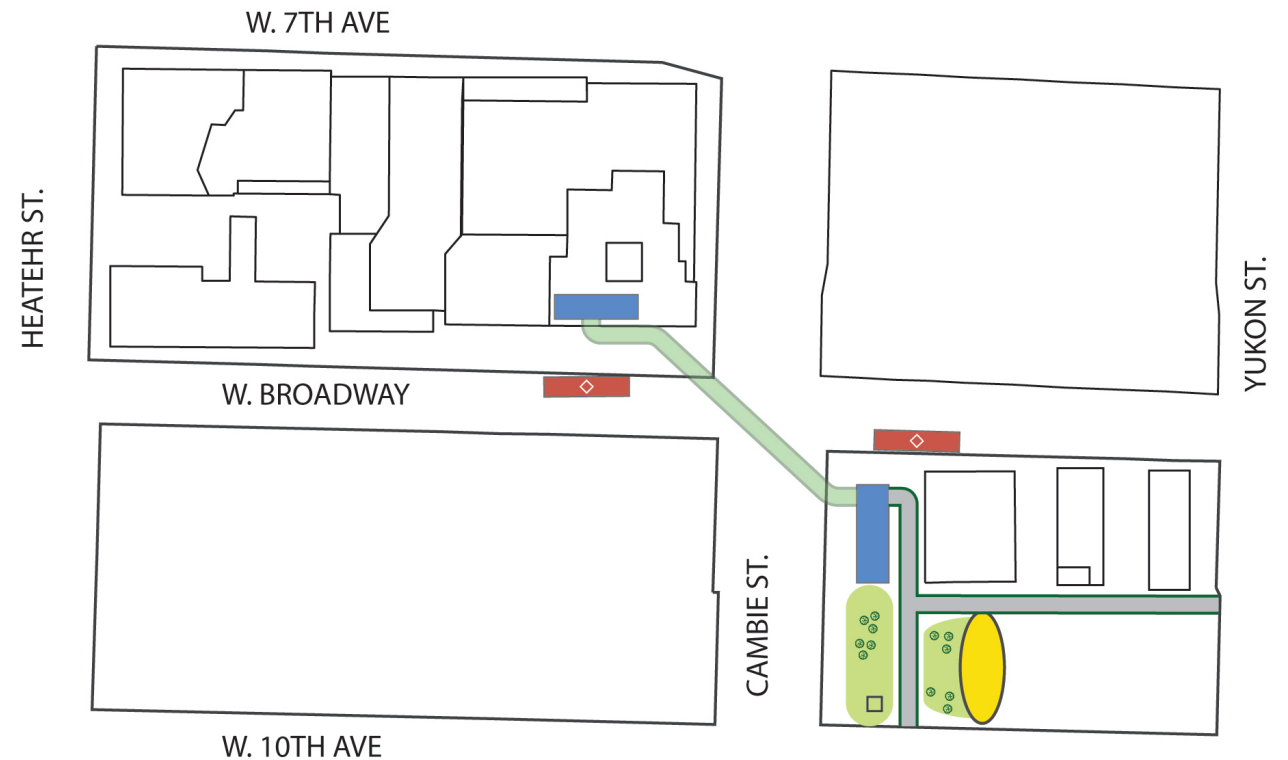 W. 7TH AVE
HEATEHR ST.
YUKON ST.
W. BROADWAY
CAMBIE ST.
W. 10TH AVE